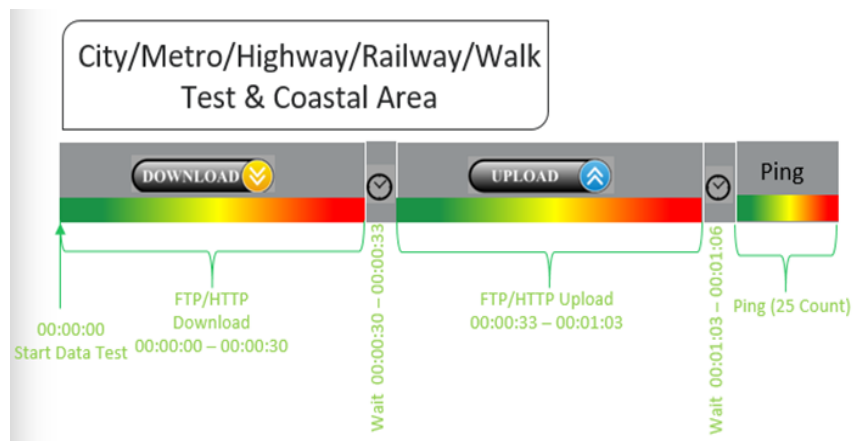 City/Metro/Highway/Railway/Walk
Test & Coastal Area
DOWNLOAD
UPLOAD
Ping
00:00:00
Start Data Test
FTP/HTTP
Download
00:00:00 – 00:00:30
Wait 00:00:30 – 00:00:33
FTP/HTTP Upload
00:00:33 – 00:01:03
Wait 00:01:03 – 00:01:06
Ping (25 Count)